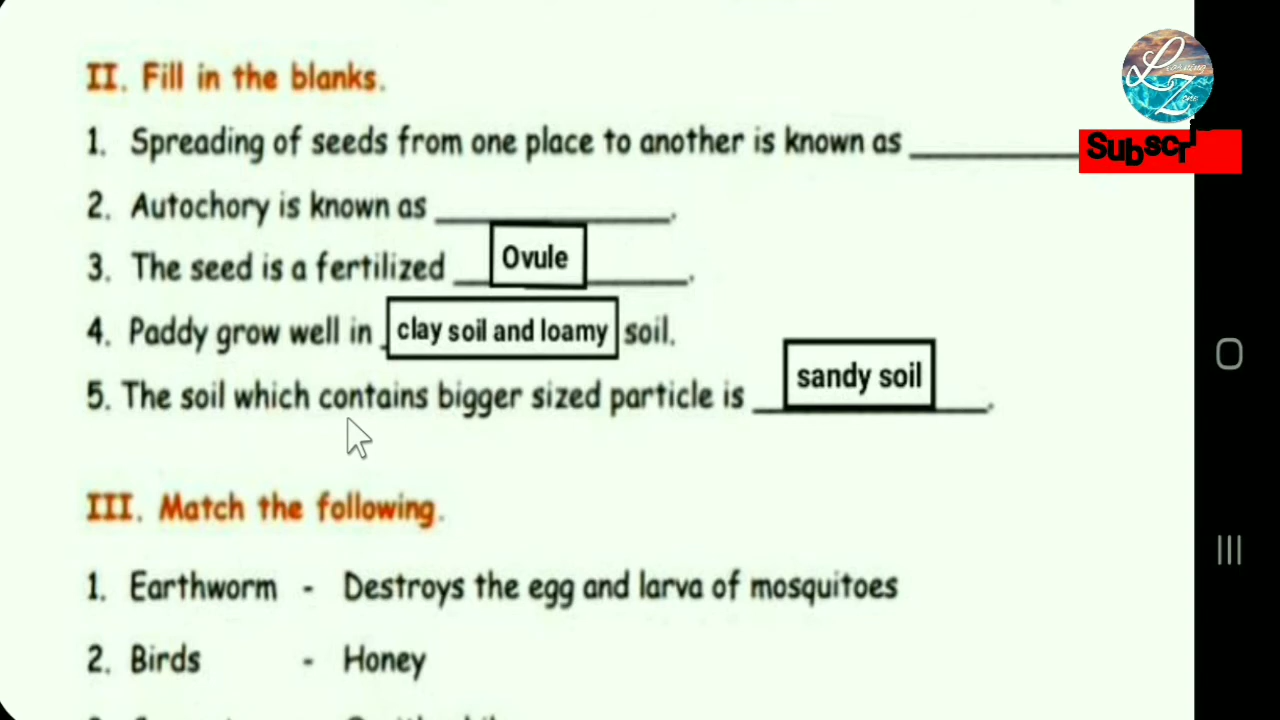 II. Fill in the blanks.
1. Spreading of seeds from one place to another is known as
2. Autochory is known as
3. The seed is a fertilized Ovule .
4. Paddy grow well in clay soil and loamy soil.
5. The soil which contains bigger sized particle is sandy soil .
III. Match the following.
1. Earthworm - Destroys the egg and larva of mosquitoes
2. Birds - Honey